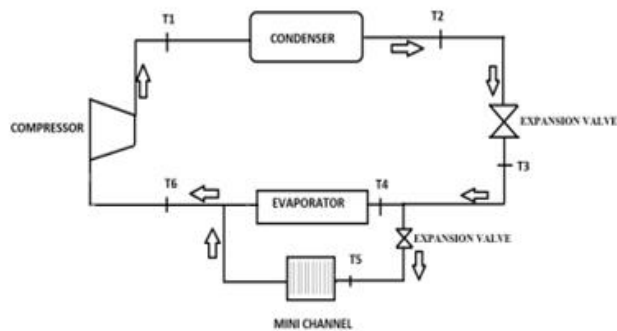 T1
CONDENSER
T2
COMPRESSOR
EXPANSION VALVE
T3
T6
EVAPORATOR
T4
EXPANSION VALVE
T5
MINI CHANNEL